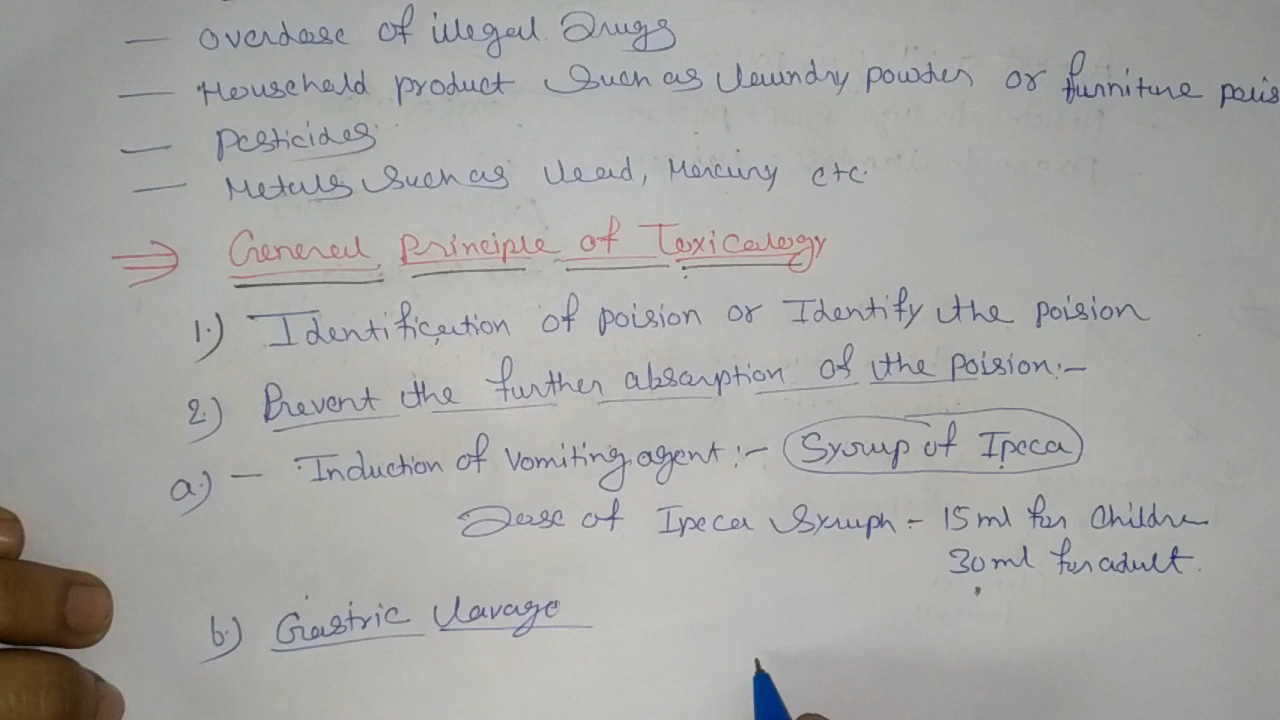 — Overdose of illegal Drugs
— Household product Such as laundry powder or furniture polis
— Pesticides
— Metals Such as lead, Mercury etc.
⇒ General Principle of Toxicology
1.) Identification of poision or Identify the poision
2.) Prevent the further absorption of the poision:-
a.) - Induction of vomiting agent :- Syrup of Ipeca
Dose of Ipeca Syruph - 15 ml for Children
30 ml for adult.
b.) Gastric lavage